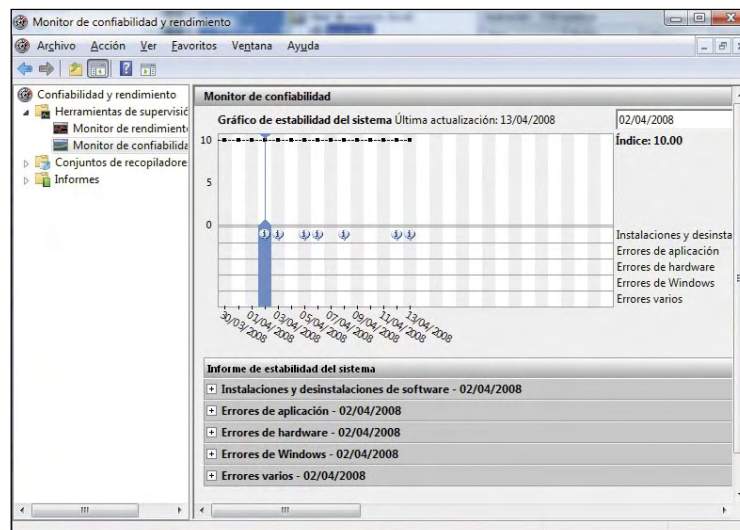 Monitor de confiabilidad y rendimiento
Archivo Acción Ver Favoritos Ventana Ayuda
Confiabilidad y rendimiento
Herramientas de supervisió
Monitor de rendimient
Monitor de confiabilida
Conjuntos de recopiladore
Informes
Monitor de confiabilidad
Gráfico de estabilidad del sistema Última actualización: 13/04/2008
02/04/2008
Índice: 10.00
10
5
0
Instalaciones y desinsta
Errores de aplicación
Errores de hardware
Errores de Windows
Errores varios
30/03/2008
01/04/2008
03/04/2008
05/04/2008
07/04/2008
09/04/2008
11/04/2008
13/04/2008
Informe de estabilidad del sistema
Instalaciones y desinstalaciones de software - 02/04/2008
Errores de aplicación - 02/04/2008
Errores de hardware - 02/04/2008
Errores de Windows - 02/04/2008
Errores varios - 02/04/2008